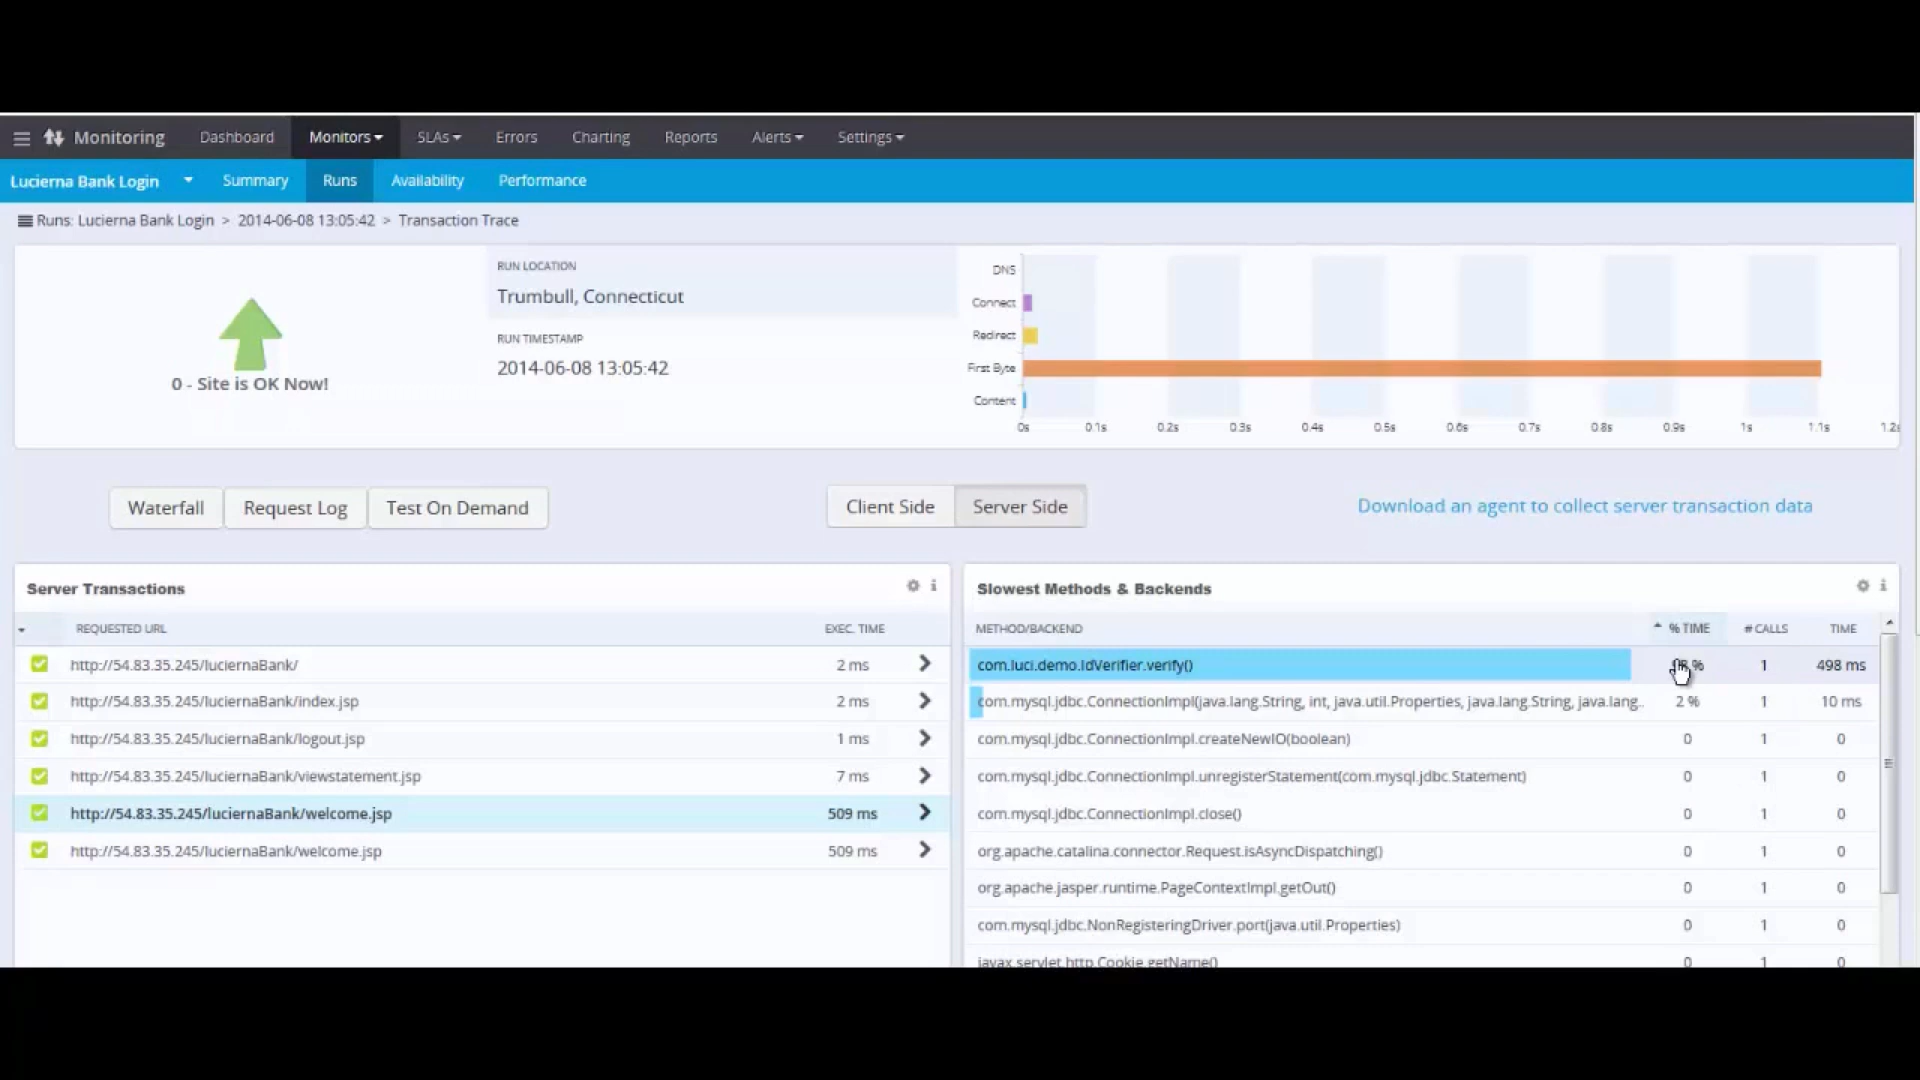 Monitoring Dashboard Monitors SLAs Errors Charting Reports Alerts Settings
Lucierna Bank Login Summary Runs Availability Performance
Runs: Lucierna Bank Login > 2014-06-08 13:05:42 > Transaction Trace
0 - Site is OK Now!
RUN LOCATION
Trumbull, Connecticut
RUN TIMESTAMP
2014-06-08 13:05:42
DNS
Connect
Redirect
First Byte
Content
0s 0.1s 0.2s 0.3s 0.4s 0.5s 0.6s 0.7s 0.8s 0.9s 1s 1.1s 1.2s
Waterfall Request Log Test On Demand
Client Side Server Side
Download an agent to collect server transaction data
Server Transactions
REQUESTED URL EXEC. TIME
http://54.83.35.245/luciernaBank/ 2 ms
http://54.83.35.245/luciernaBank/index.jsp 2 ms
http://54.83.35.245/luciernaBank/logout.jsp 1 ms
http://54.83.35.245/luciernaBank/viewstatement.jsp 7 ms
http://54.83.35.245/luciernaBank/welcome.jsp 509 ms
http://54.83.35.245/luciernaBank/welcome.jsp 509 ms
Slowest Methods & Backends
METHOD/BACKEND % TIME # CALLS TIME
com.luci.demo.IdVerifier.verify() % 1 498 ms
com.mysql.jdbc.ConnectionImpl(java.lang.String, int, java.util.Properties, java.lang.String, java.lang.. 2 % 1 10 ms
com.mysql.jdbc.ConnectionImpl.createNewIO(boolean) 0 1 0
com.mysql.jdbc.ConnectionImpl.unregisterStatement(com.mysql.jdbc.Statement) 0 1 0
com.mysql.jdbc.ConnectionImpl.close() 0 1 0
org.apache.catalina.connector.Request.isAsyncDispatching() 0 1 0
org.apache.jasper.runtime.PageContextImpl.getOut() 0 1 0
com.mysql.jdbc.NonRegisteringDriver.port(java.util.Properties) 0 1 0
javax.servlet.http.Cookie.getName() 0 1 0